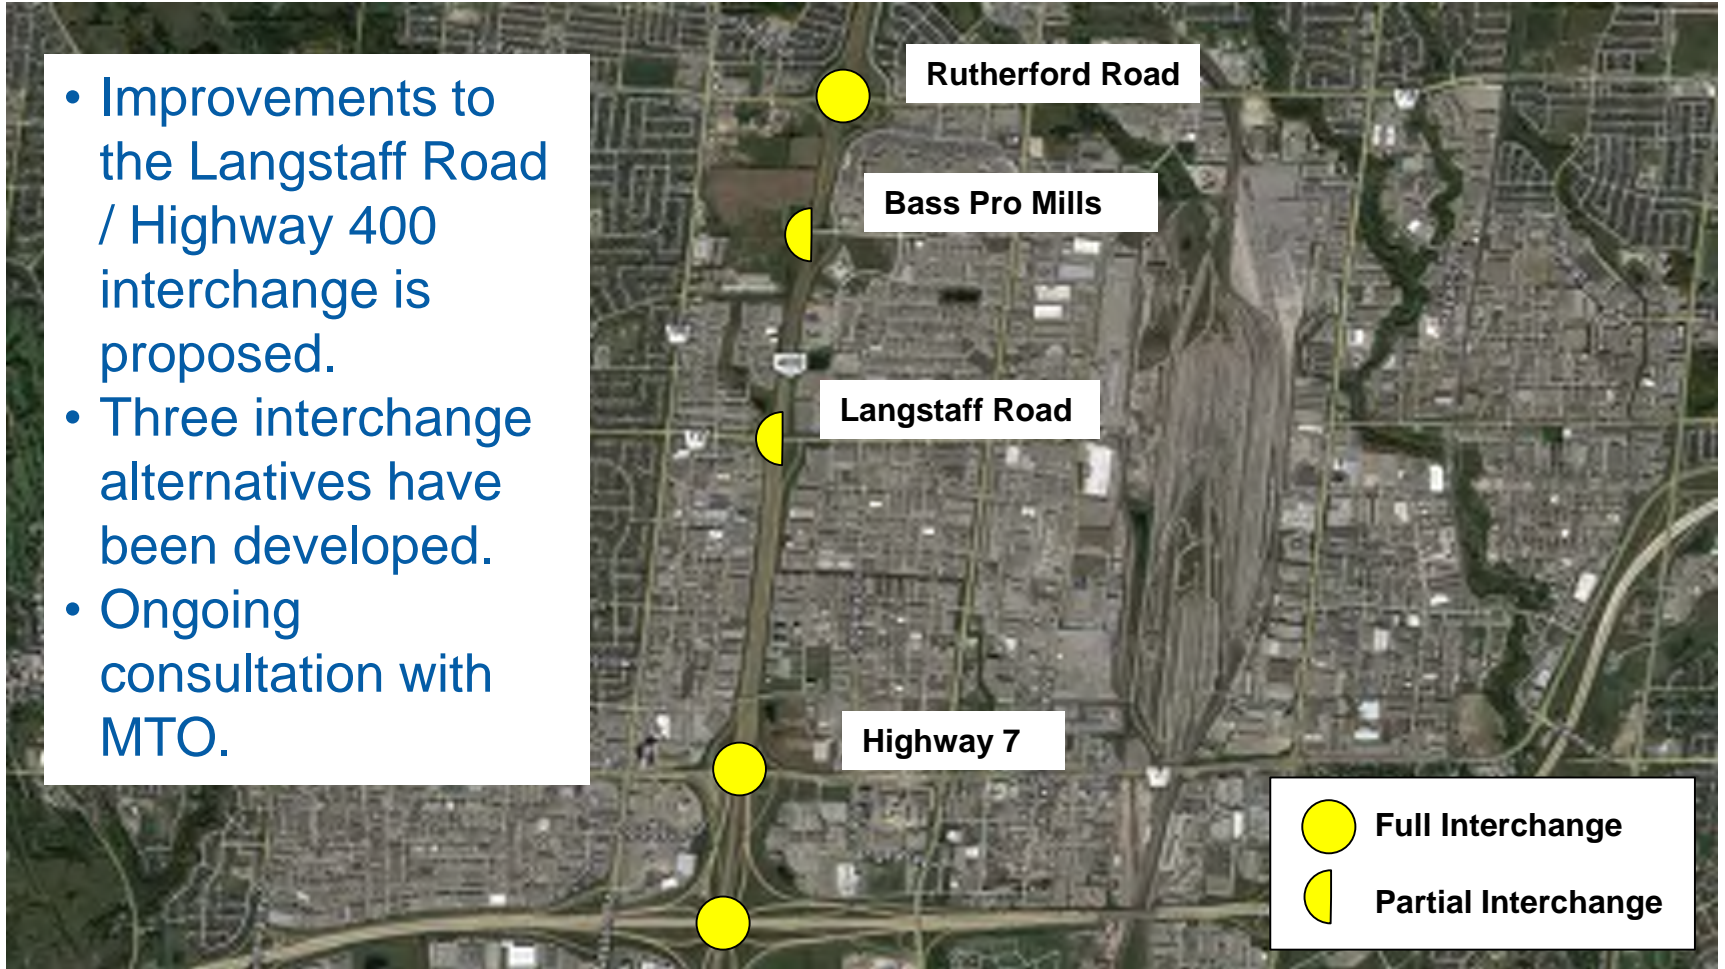 • Improvements to
the Langstaff Road
/ Highway 400
interchange is
proposed.
• Three interchange
alternatives have
been developed.
• Ongoing
consultation with
MTO.
Rutherford Road
Bass Pro Mills
Langstaff Road
Highway 7
Full Interchange
Partial Interchange